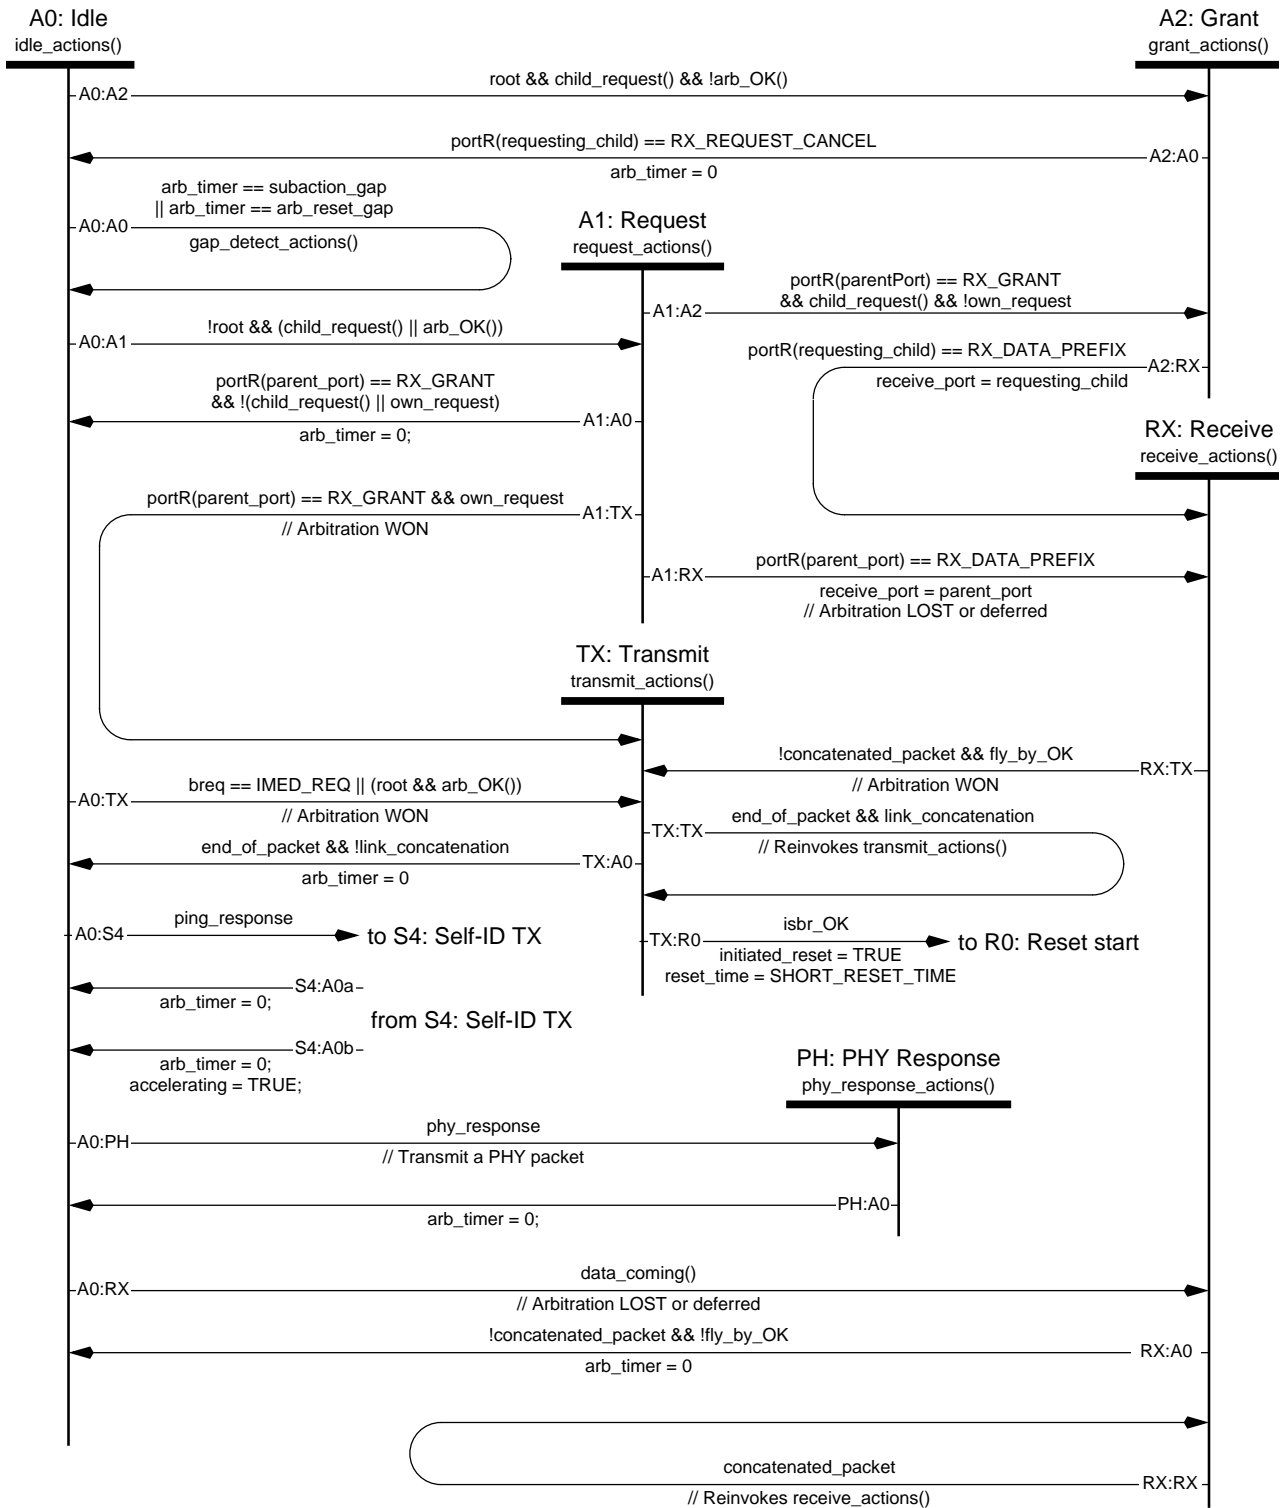 A0: Idle
idle_actions()
A2: Grant
grant_actions()
root && child_request() && !arb_OK()
A0:A2
portR(requesting_child) == RX_REQUEST_CANCEL
A2:A0
arb_timer = 0
arb_timer == subaction_gap
|| arb_timer == arb_reset_gap
A0:A0
gap_detect_actions()
A1: Request
request_actions()
portR(parentPort) == RX_GRANT
&& child_request() && !own_request
A1:A2
!root && (child_request() || arb_OK())
A0:A1
portR(requesting_child) == RX_DATA_PREFIX
A2:RX
receive_port = requesting_child
portR(parent_port) == RX_GRANT
&& !(child_request() || own_request)
A1:A0
arb_timer = 0;
RX: Receive
receive_actions()
portR(parent_port) == RX_GRANT && own_request
A1:TX
// Arbitration WON
portR(parent_port) == RX_DATA_PREFIX
A1:RX
receive_port = parent_port
// Arbitration LOST or deferred
TX: Transmit
transmit_actions()
!concatenated_packet && fly_by_OK
RX:TX
// Arbitration WON
breq == IMED_REQ || (root && arb_OK())
A0:TX
// Arbitration WON
end_of_packet && link_concatenation
TX:TX
// Reinvokes transmit_actions()
end_of_packet && !link_concatenation
TX:A0
arb_timer = 0
ping_response
A0:S4
to S4: Self-ID TX
isbr_OK
TX:R0
to R0: Reset start
initiated_reset = TRUE
reset_time = SHORT_RESET_TIME
S4:A0a
arb_timer = 0;
from S4: Self-ID TX
S4:A0b
arb_timer = 0;
accelerating = TRUE;
PH: PHY Response
phy_response_actions()
phy_response
A0:PH
// Transmit a PHY packet
PH:A0
arb_timer = 0;
data_coming()
A0:RX
// Arbitration LOST or deferred
!concatenated_packet && !fly_by_OK
RX:A0
arb_timer = 0
concatenated_packet
RX:RX
// Reinvokes receive_actions()